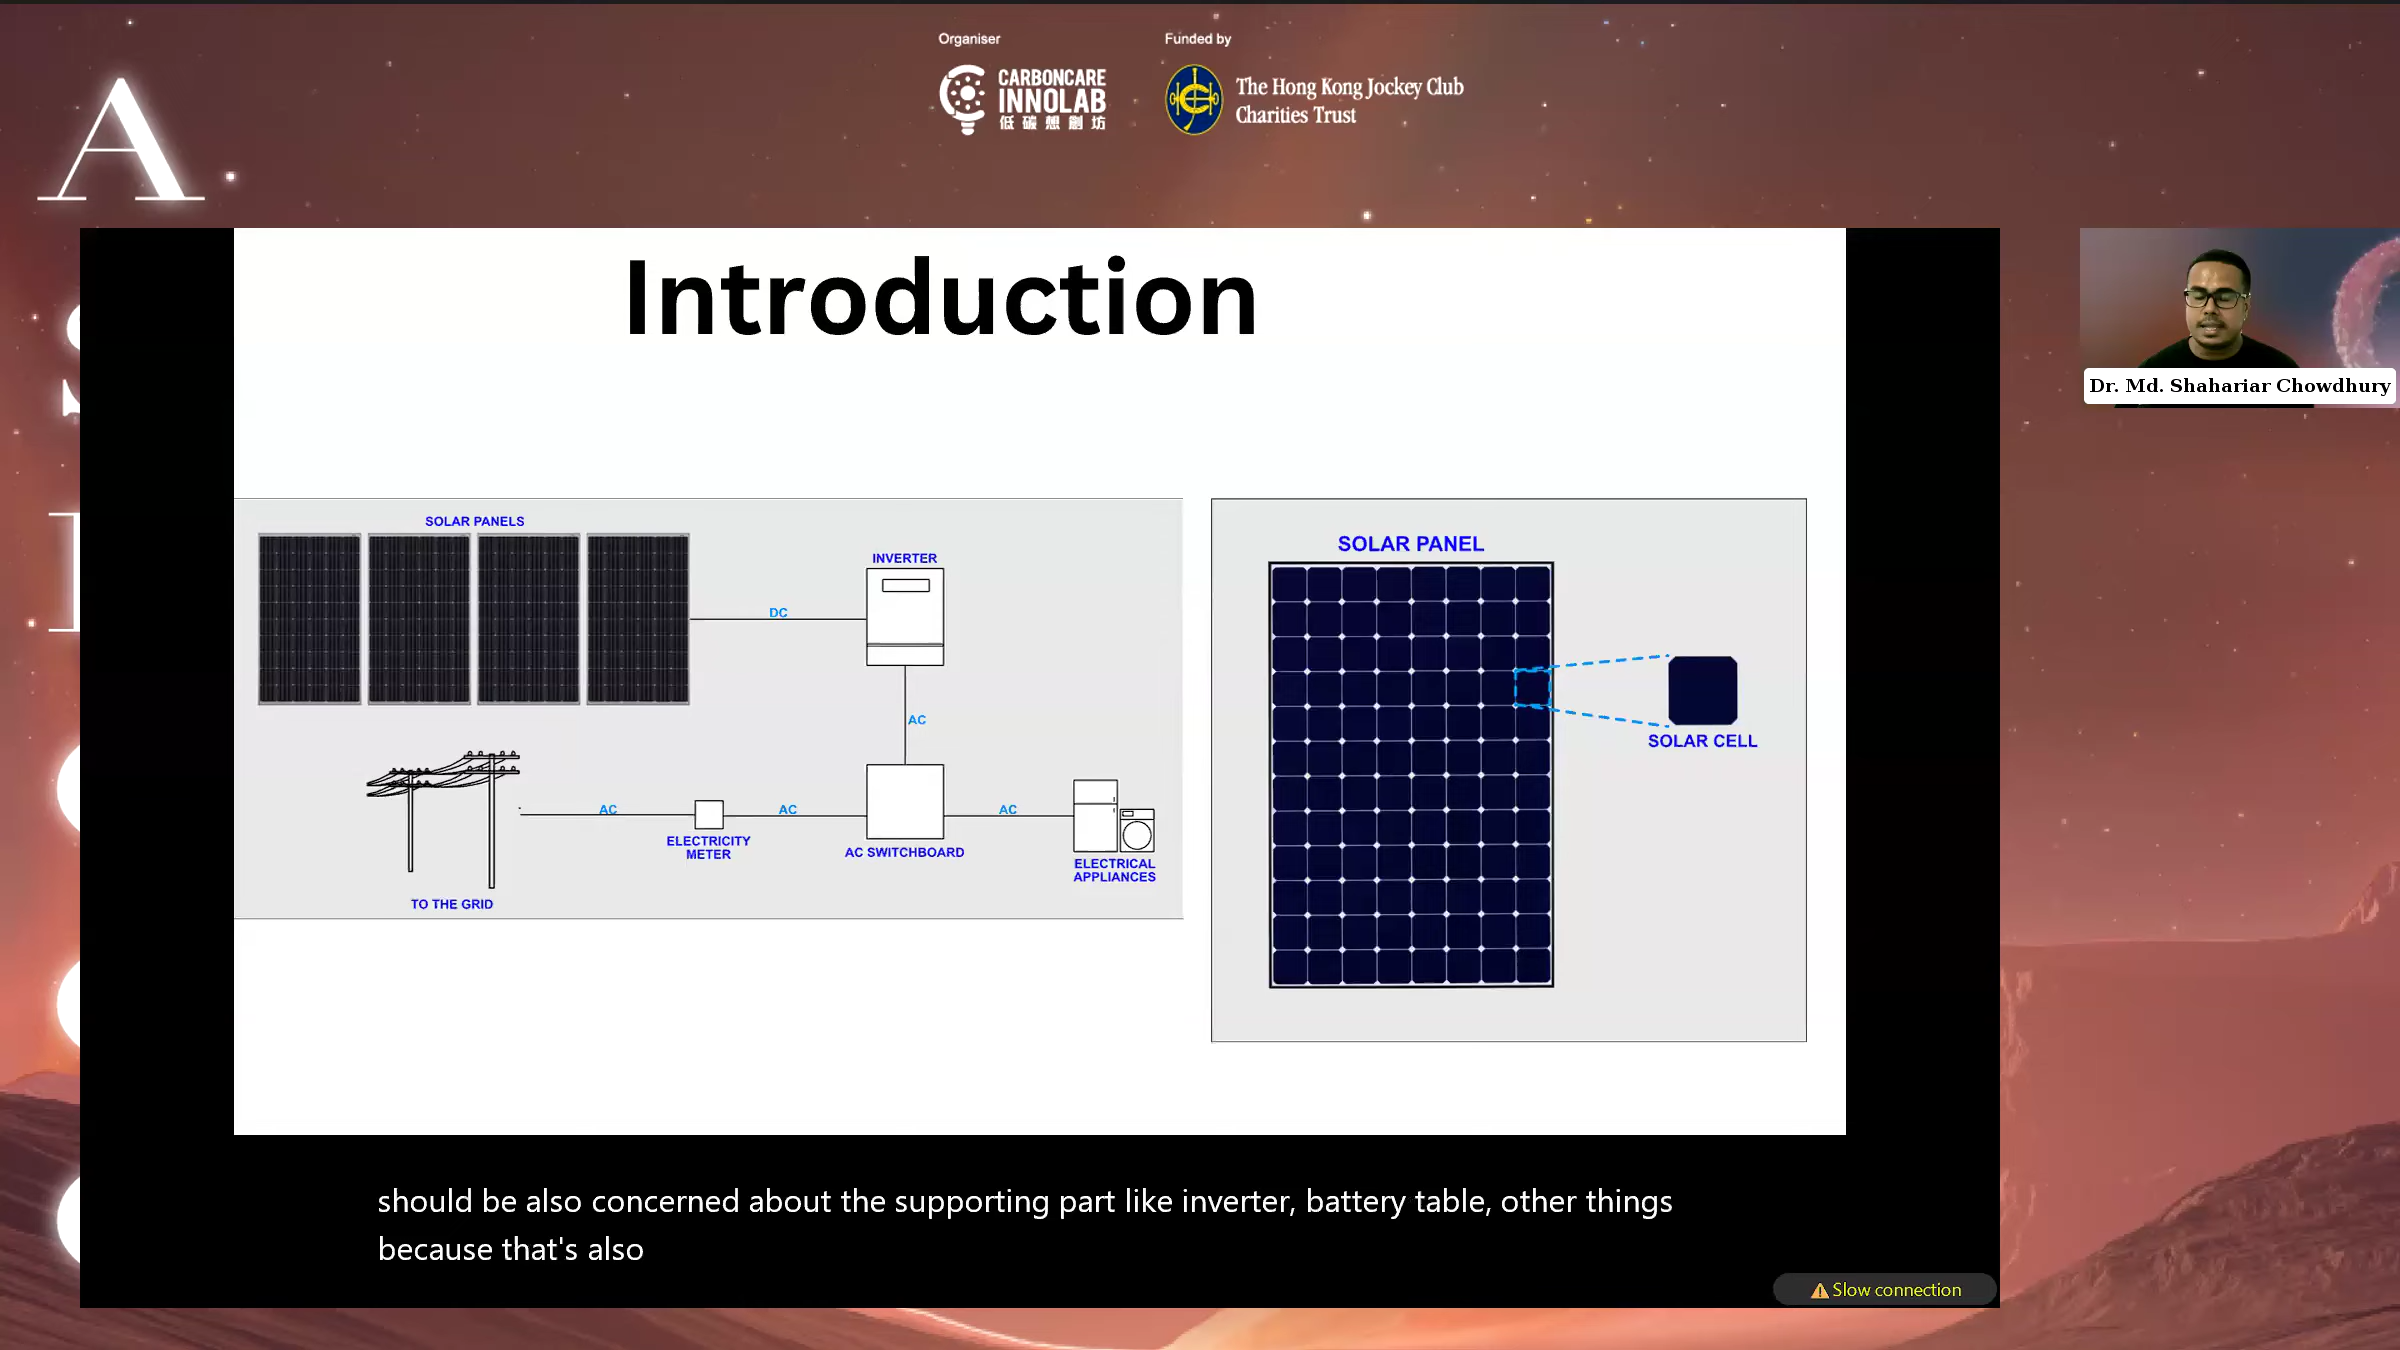 Organiser
Funded by
CARBONCARE
INNOLAB
低碳想創坊
The Hong Kong Jockey Club
Charities Trust
A
Introduction
SOLAR PANELS
INVERTER
DC
AC
AC
AC
AC
ELECTRICITY
METER
AC SWITCHBOARD
ELECTRICAL
APPLIANCES
TO THE GRID
SOLAR PANEL
SOLAR CELL
Dr. Md. Shahariar Chowdhury
should be also concerned about the supporting part like inverter, battery table, other things
because that's also
Slow connection